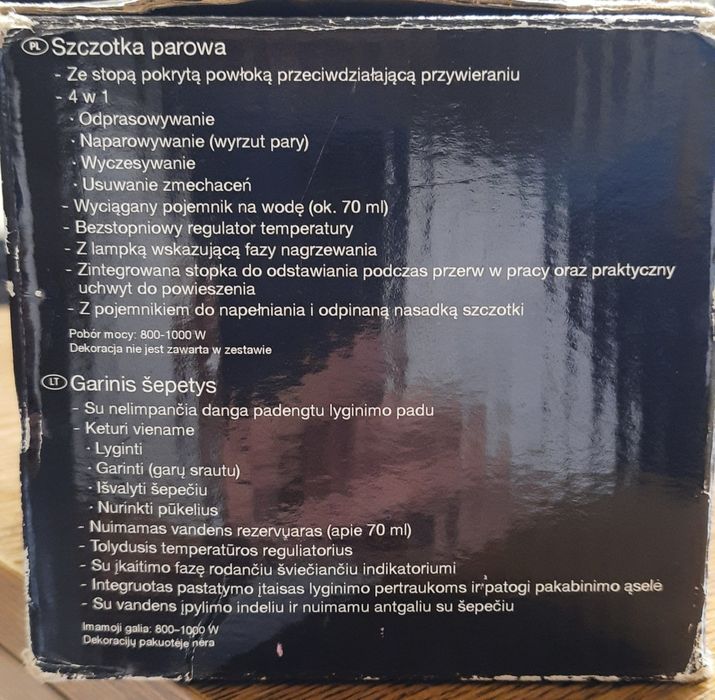 PL Szczotka parowa
- Ze stopą pokrytą powłoką przeciwdziałającą przywieraniu
- 4 w 1
· Odprasowywanie
· Naparowywanie (wyrzut pary)
· Wyczesywanie
· Usuwanie zmechaceń
- Wyciągany pojemnik na wodę (ok. 70 ml)
- Bezstopniowy regulator temperatury
- Z lampką wskazującą fazy nagrzewania
- Zintegrowana stopka do odstawiania podczas przerw w pracy oraz praktyczny
uchwyt do powieszenia
- Z pojemnikiem do napełniania i odpinaną nasadką szczotki
Pobór mocy: 800-1000 W
Dekoracja nie jest zawarta w zestawie
LT Garinis šepetys
- Su nelimpančia danga padengtu lyginimo padu
- Keturi viename
· Lyginti
· Garinti (garų srautu)
· Išvalyti šepečiu
· Nurinkti pūkelius
- Nuimamas vandens rezervųaras (apie 70 ml)
- Tolydusis temperatūros reguliatorius
- Su įkaitimo fazę rodančiu šviečiančiu indikatoriumi
- Integruotas pastatymo įtaisas lyginimo pertraukoms ir patogi pakabinimo ąselė
- Su vandens įpylimo indeliu ir nuimamu antgaliu su šepečiu
Imamoji galia: 800–1000 W
Dekoracijų pakuotėje nėra